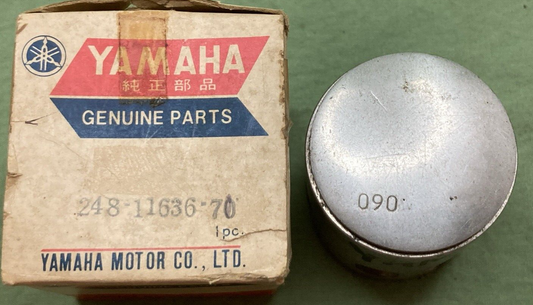 YAMAHA
純正部品
GENUINE PARTS
248-11636-70
1pc.
YAMAHA MOTOR CO., LTD.
090